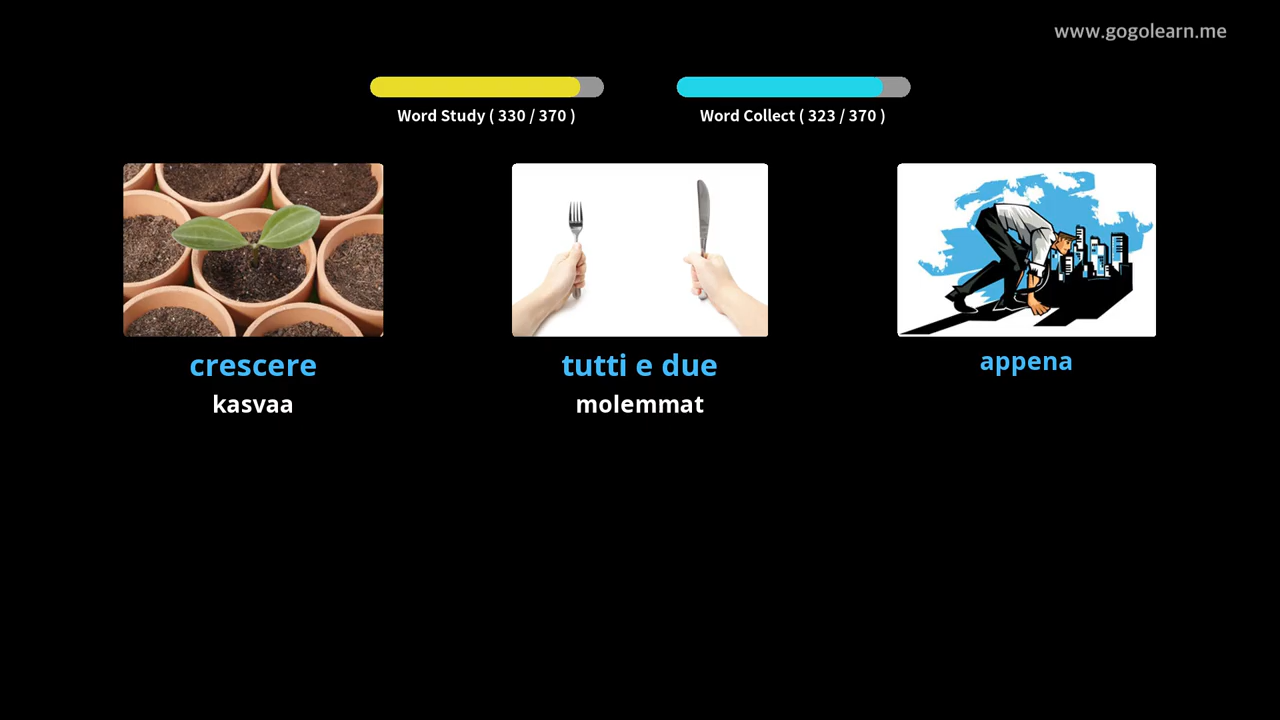 www.gogolearn.me
Word Study ( 330 / 370 )
Word Collect ( 323 / 370 )
crescere
kasvaa
tutti e due
molemmat
appena